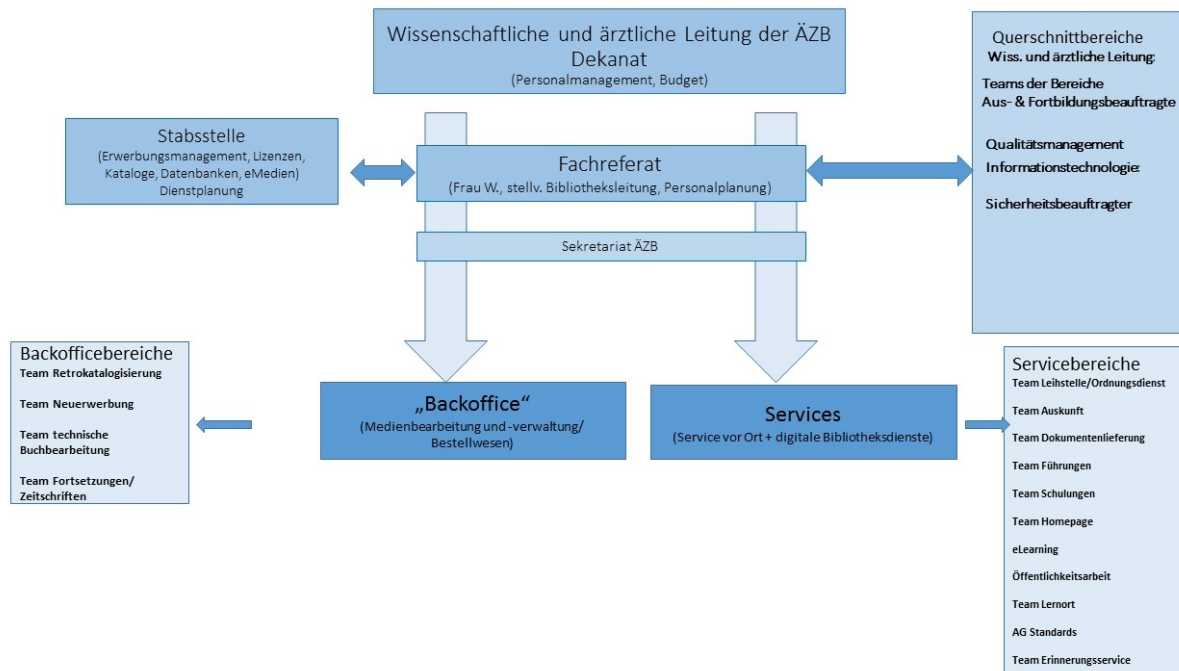 Wissenschaftliche und ärztliche Leitung der ÄZB
Dekanat
(Personalmanagement, Budget)
Querschnittbereiche
Wiss. und ärztliche Leitung:
Teams der Bereiche
Aus- & Fortbildungsbeauftragte
Qualitätsmanagement
Informationstechnologie:
Sicherheitsbeauftragter
Stabsstelle
(Erwerbungsmanagement, Lizenzen,
Kataloge, Datenbanken, eMedien)
Dienstplanung
Fachreferat
(Frau W., stellv. Bibliotheksleitung, Personalplanung)
Sekretariat ÄZB
Backofficebereiche
Team Retrokatalogisierung
Team Neuerwerbung
Team technische
Buchbearbeitung
Team Fortsetzungen/
Zeitschriften
„Backoffice“
(Medienbearbeitung und -verwaltung/
Bestellwesen)
Services
(Service vor Ort + digitale Bibliotheksdienste)
Servicebereiche
Team Leihstelle/Ordnungsdienst
Team Auskunft
Team Dokumentenlieferung
Team Führungen
Team Schulungen
Team Homepage
eLearning
Öffentlichkeitsarbeit
Team Lernort
AG Standards
Team Erinnerungsservice